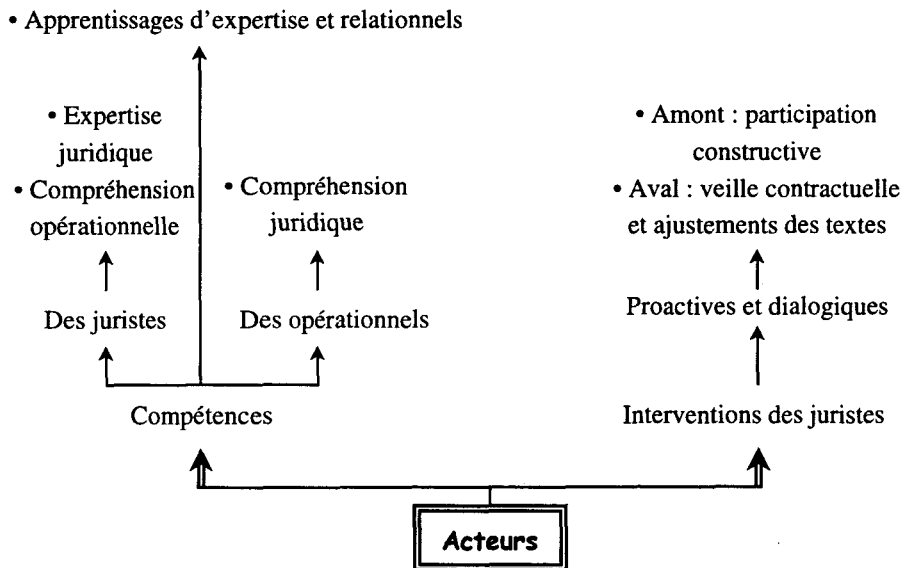 • Apprentissages d'expertise et relationnels
• Expertise
juridique
• Compréhension
opérationnelle
• Compréhension
juridique
• Amont : participation
constructive
• Aval : veille contractuelle
et ajustements des textes
Des juristes
Des opérationnels
Proactives et dialogiques
Compétences
Interventions des juristes
Acteurs